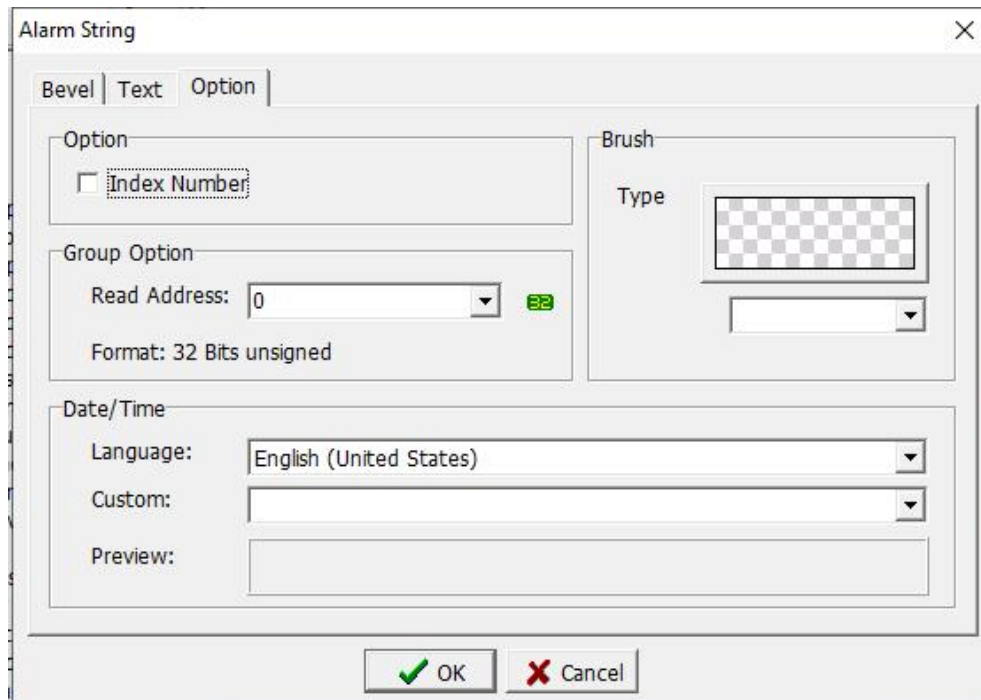 Alarm String
Bevel Text Option
Option
Index Number
Group Option
Read Address: 0 32
Format: 32 Bits unsigned
Brush
Type
Date/Time
Language: English (United States)
Custom:
Preview:
OK Cancel